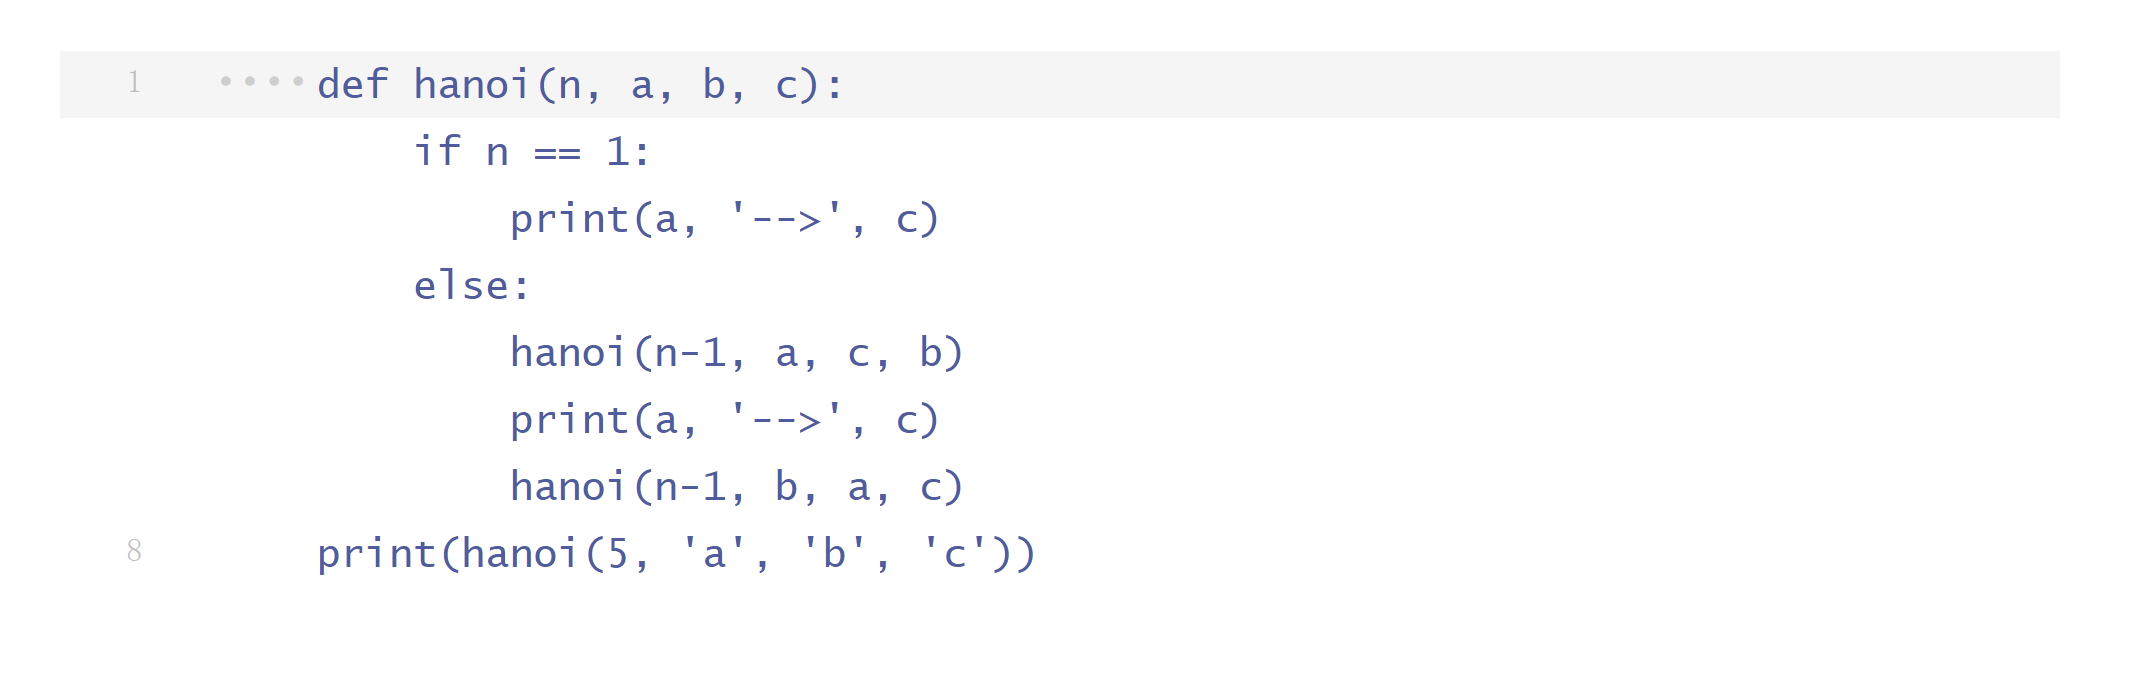 1 ····def hanoi(n, a, b, c):
        if n == 1:
            print(a, '-->', c)
        else:
            hanoi(n-1, a, c, b)
            print(a, '-->', c)
            hanoi(n-1, b, a, c)
8     print(hanoi(5, 'a', 'b', 'c'))